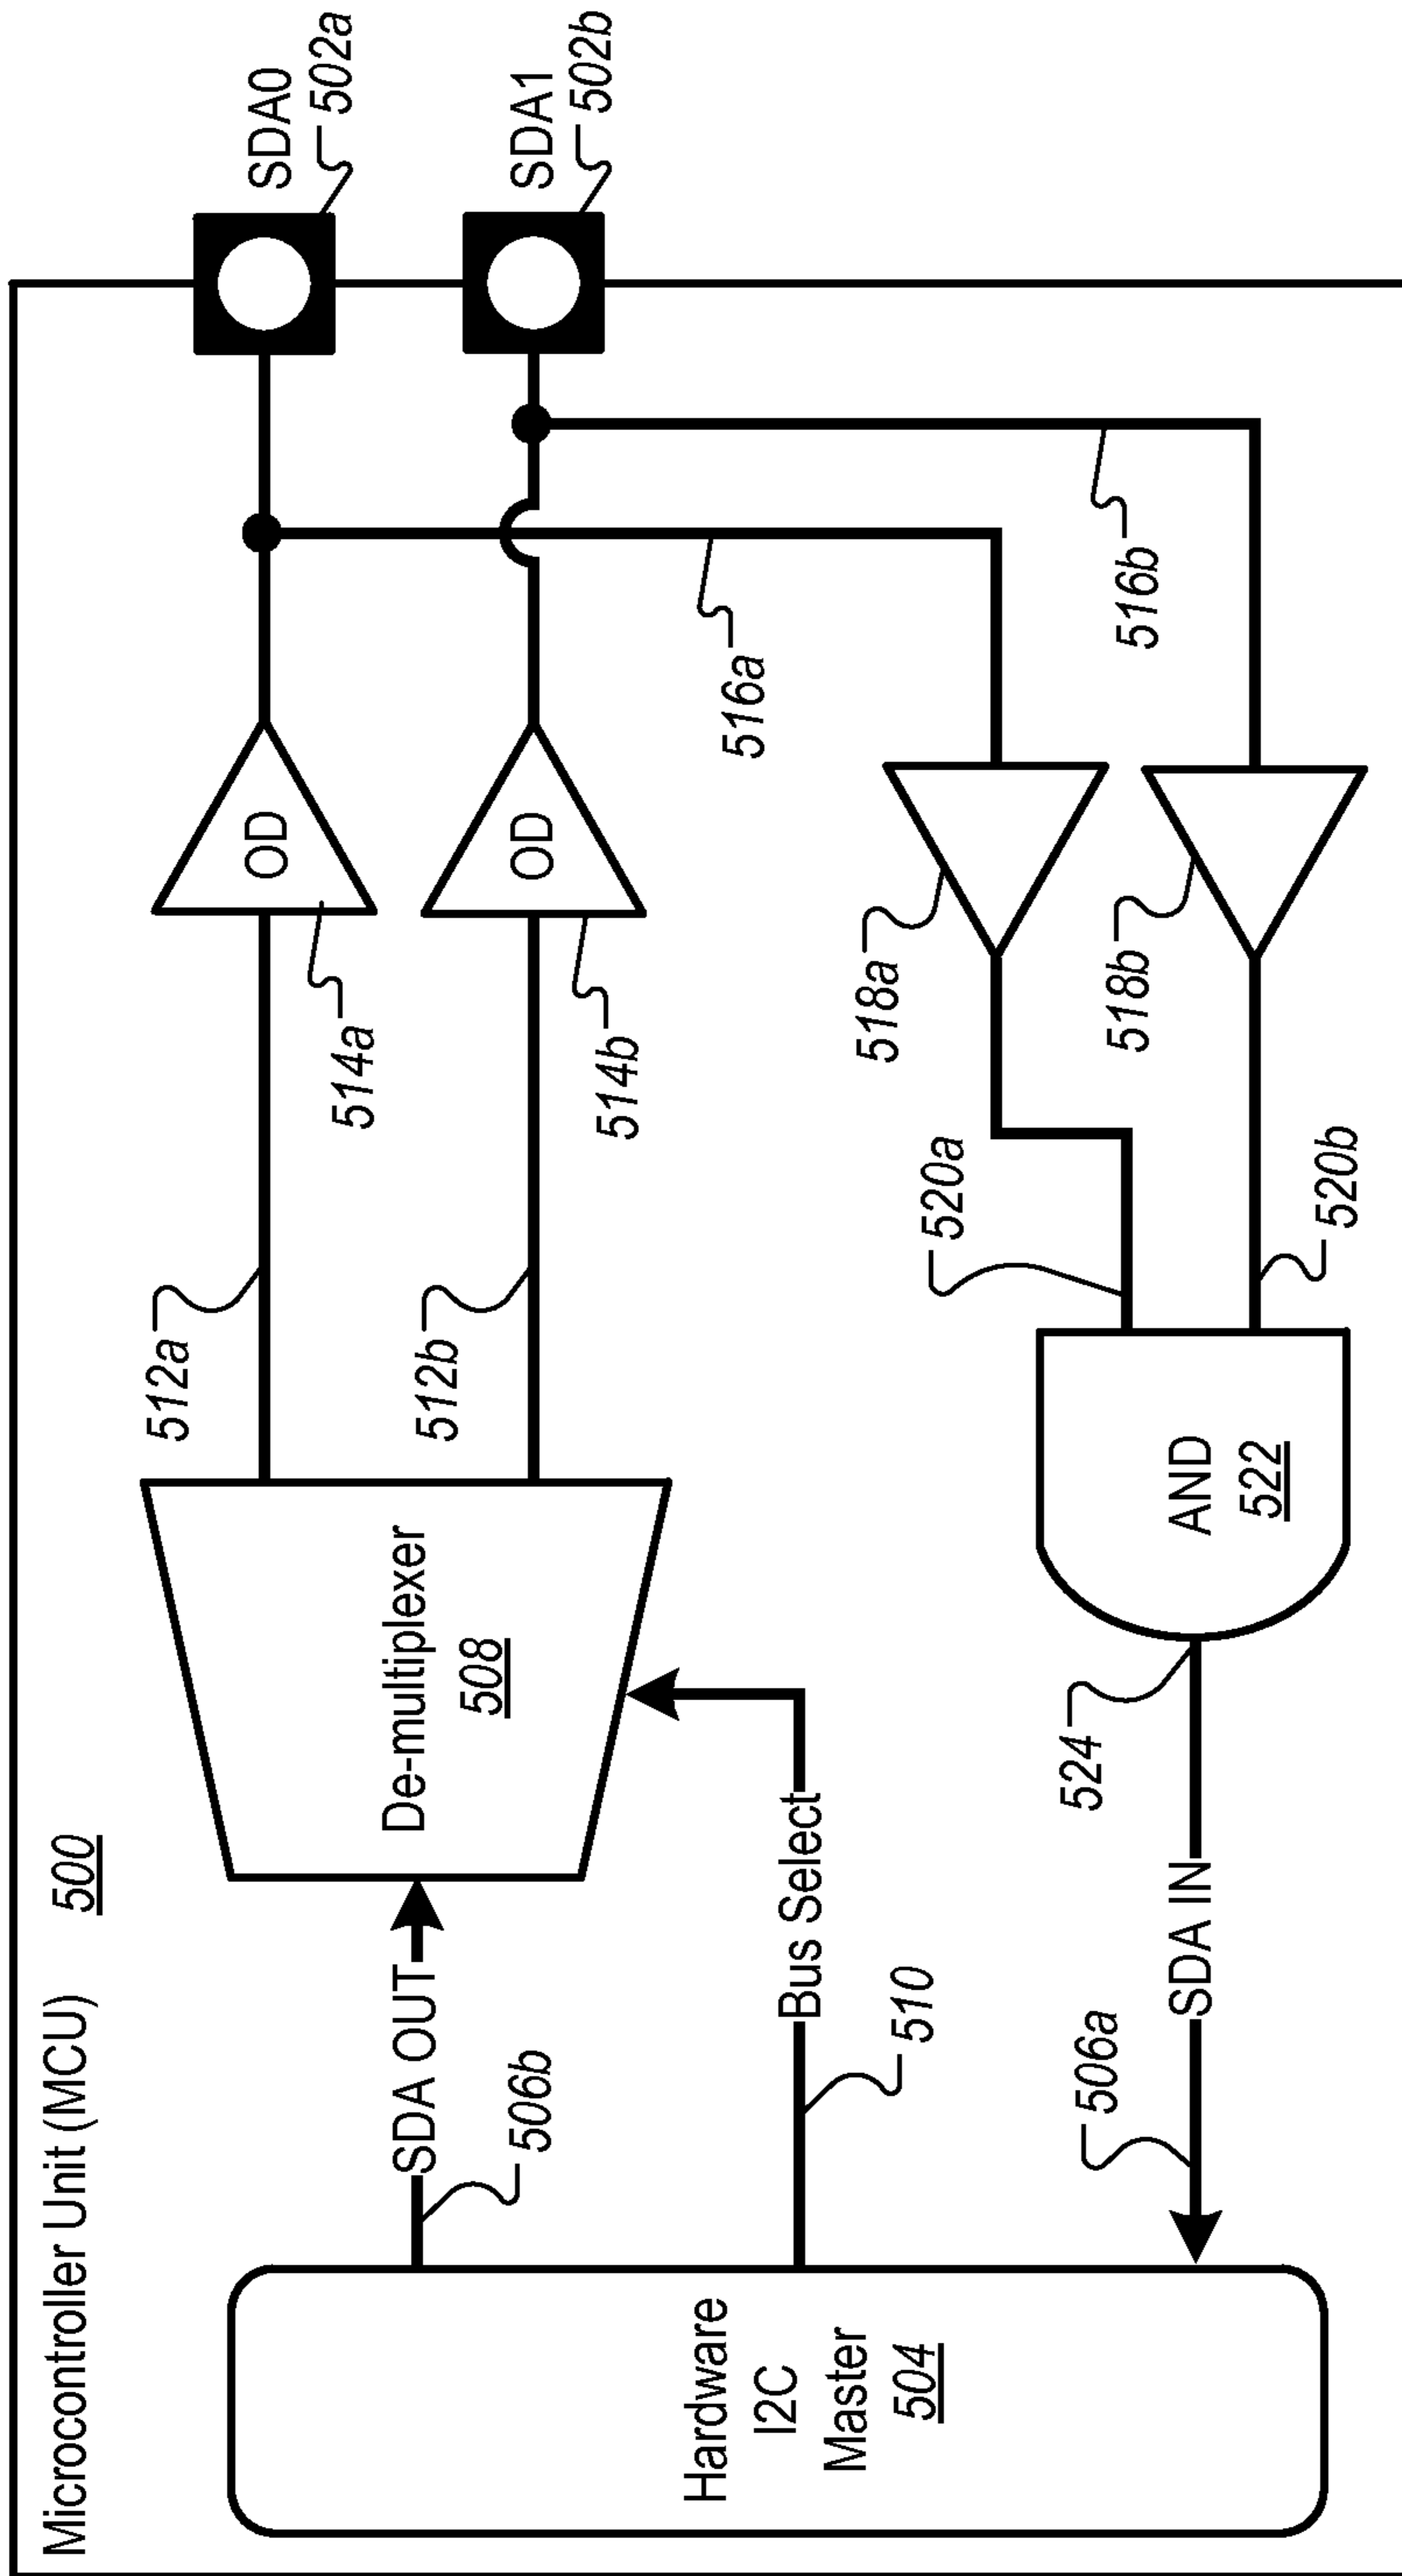 Microcontroller Unit (MCU) 500
SDA0
502a
SDA1
502b
OD
514a
OD
514b
512a
512b
De-multiplexer
508
SDA OUT
506b
Bus Select
510
516a
516b
518a
518b
520a
520b
AND
522
524
SDA IN
506a
Hardware
I2C
Master
504